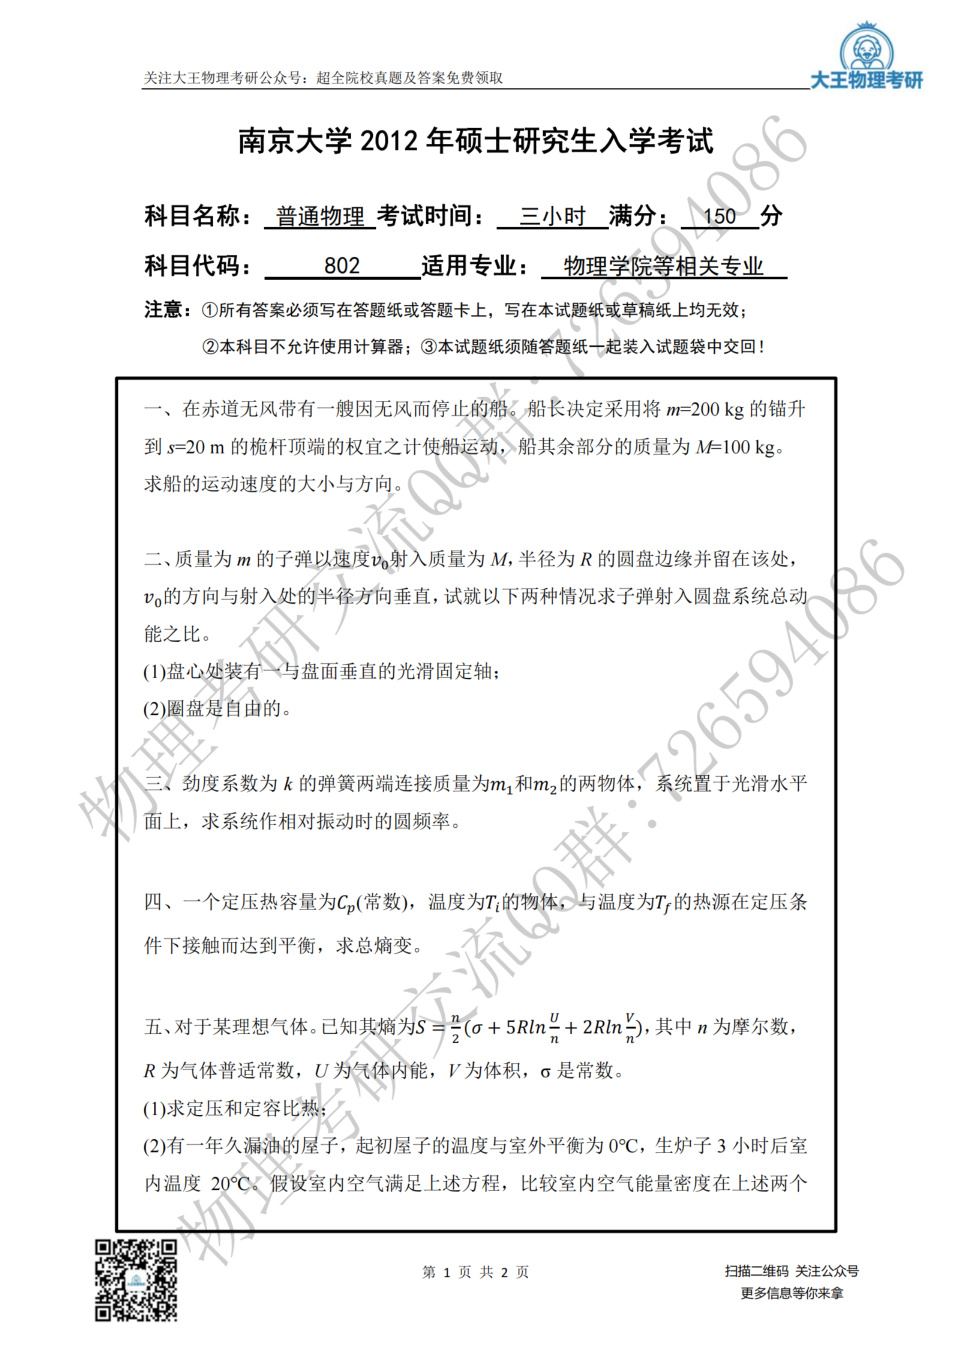 关注大王物理考研公众号：超全院校真题及答案免费领取
大王物理考研
南京大学 2012 年硕士研究生入学考试
科目名称： 普通物理 考试时间： 三小时 满分： 150 分
科目代码： 802 适用专业： 物理学院等相关专业
注意：①所有答案必须写在答题纸或答题卡上，写在本试题纸或草稿纸上均无效；
②本科目不允许使用计算器；③本试题纸须随答题纸一起装入试题袋中交回！
一、在赤道无风带有一艘因无风而停止的船。船长决定采用将 m=200 kg 的锚升
到 s=20 m 的桅杆顶端的权宜之计使船运动，船其余部分的质量为 M=100 kg。
求船的运动速度的大小与方向。
二、质量为 m 的子弹以速度v₀射入质量为 M，半径为 R 的圆盘边缘并留在该处，
v₀的方向与射入处的半径方向垂直，试就以下两种情况求子弹射入圆盘系统总动
能之比。
(1)盘心处装有一与盘面垂直的光滑固定轴；
(2)圈盘是自由的。
三、劲度系数为 k 的弹簧两端连接质量为m₁和m₂的两物体，系统置于光滑水平
面上，求系统作相对振动时的圆频率。
四、一个定压热容量为Cₚ(常数)，温度为Tᵢ的物体，与温度为T_f的热源在定压条
件下接触而达到平衡，求总熵变。
五、对于某理想气体。已知其熵为S = n/2 (σ + 5Rln U/n + 2Rln V/n)，其中 n 为摩尔数，
R 为气体普适常数，U 为气体内能，V 为体积，σ 是常数。
(1)求定压和定容比热；
(2)有一年久漏油的屋子，起初屋子的温度与室外平衡为 0℃，生炉子 3 小时后室
内温度 20℃。假设室内空气满足上述方程，比较室内空气能量密度在上述两个
物理考研交流QQ群：726594086
物理考研交流QQ群：726594086
大王物理
第 1 页 共 2 页
扫描二维码 关注公众号
更多信息等你来拿